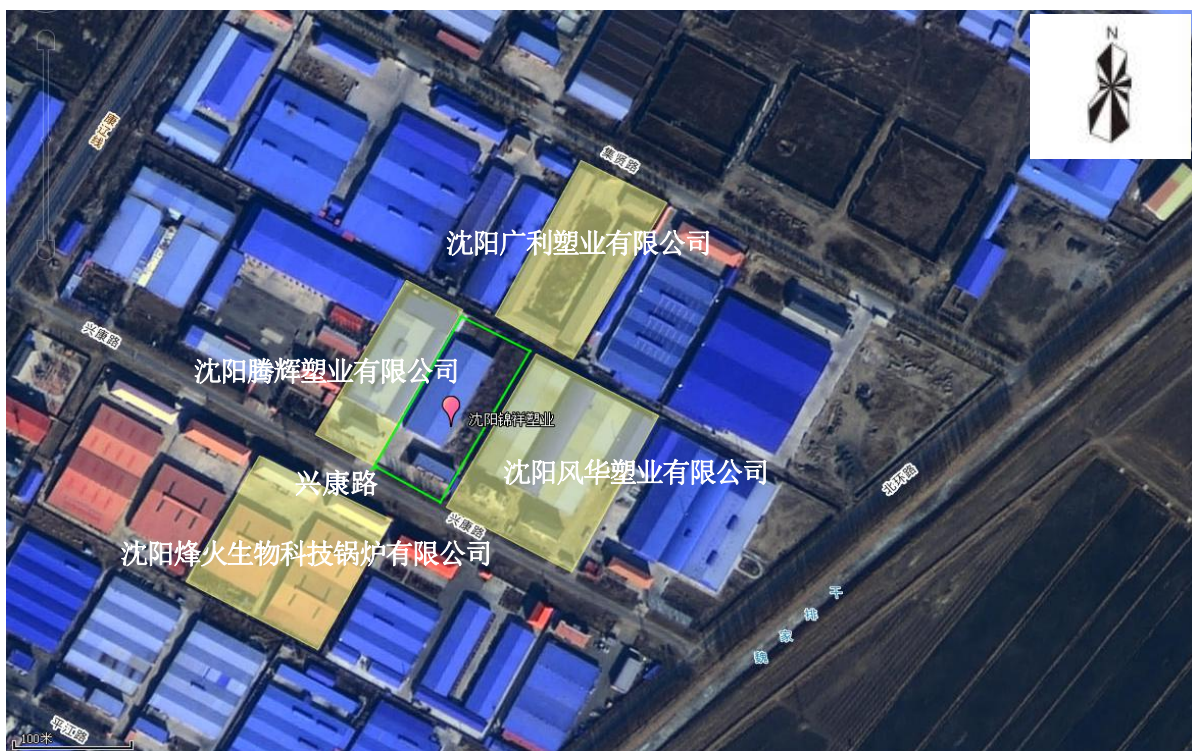 N
康辽线
集贤路
沈阳广利塑业有限公司
兴康路
沈阳腾辉塑业有限公司
沈阳锦祥塑业
沈阳风华塑业有限公司
兴康路
北环路
兴康路
沈阳烽火生物科技锅炉有限公司
魏家排干
平江路
100米